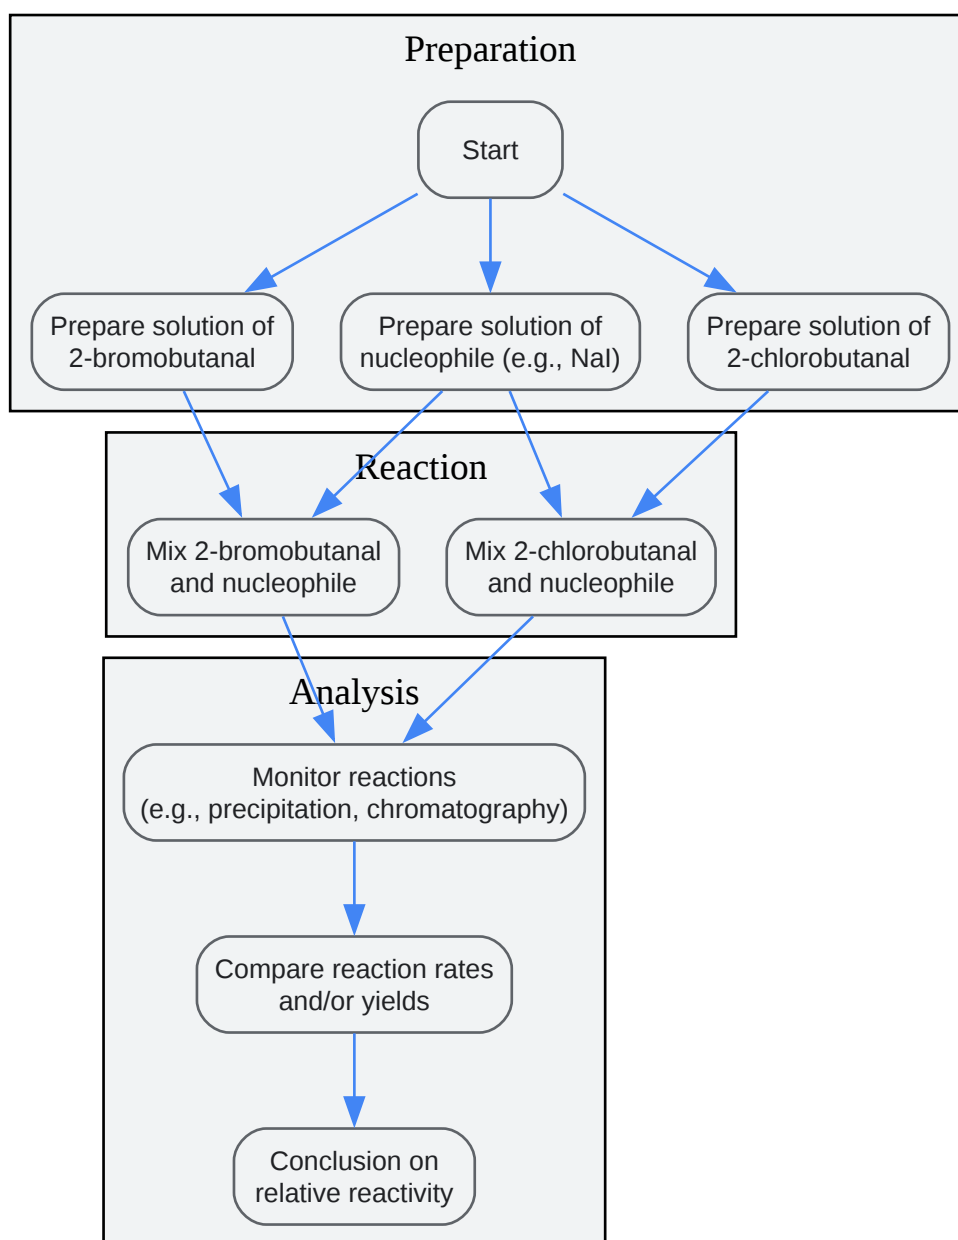 Preparation
Start
Prepare solution of
2-bromobutanal
Prepare solution of
nucleophile (e.g., NaI)
Prepare solution of
2-chlorobutanal
Reaction
Mix 2-bromobutanal
and nucleophile
Mix 2-chlorobutanal
and nucleophile
Analysis
Monitor reactions
(e.g., precipitation, chromatography)
Compare reaction rates
and/or yields
Conclusion on
relative reactivity